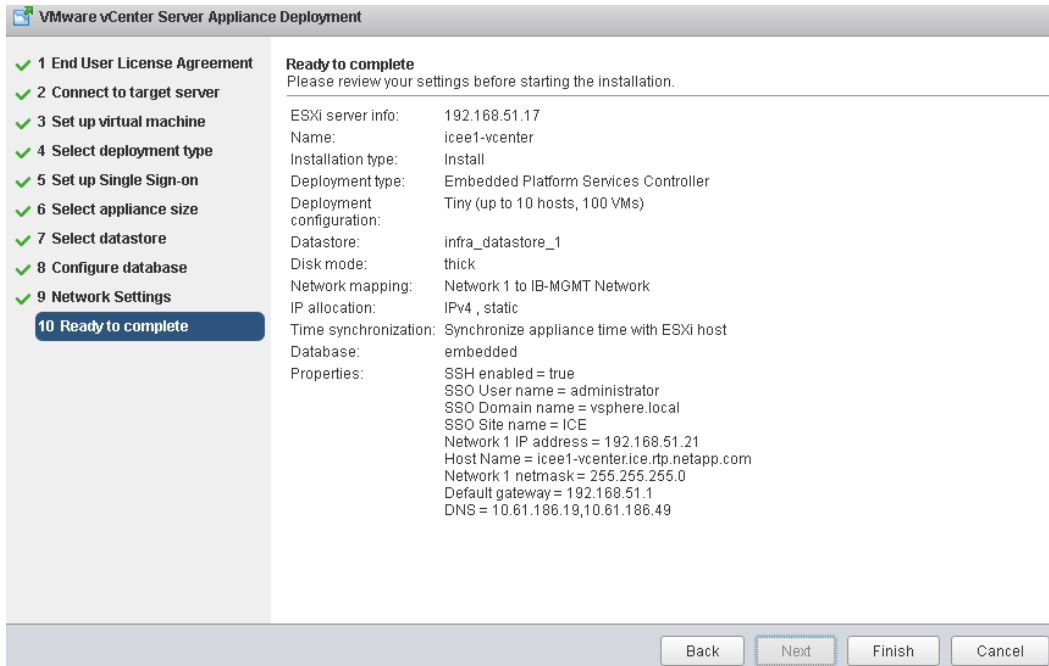 VMware vCenter Server Appliance Deployment
1 End User License Agreement
2 Connect to target server
3 Set up virtual machine
4 Select deployment type
5 Set up Single Sign-on
6 Select appliance size
7 Select datastore
8 Configure database
9 Network Settings
10 Ready to complete
Ready to complete
Please review your settings before starting the installation.
ESXi server info: 192.168.51.17
Name: icee1-vcenter
Installation type: Install
Deployment type: Embedded Platform Services Controller
Deployment configuration: Tiny (up to 10 hosts, 100 VMs)
Datastore: infra_datastore_1
Disk mode: thick
Network mapping: Network 1 to IB-MGMT Network
IP allocation: IPv4 , static
Time synchronization: Synchronize appliance time with ESXi host
Database: embedded
Properties: SSH enabled = true
SSO User name = administrator
SSO Domain name = vsphere.local
SSO Site name = ICE
Network 1 IP address = 192.168.51.21
Host Name = icee1-vcenter.ice.rtp.netapp.com
Network 1 netmask = 255.255.255.0
Default gateway = 192.168.51.1
DNS = 10.61.186.19,10.61.186.49
Back Next Finish Cancel